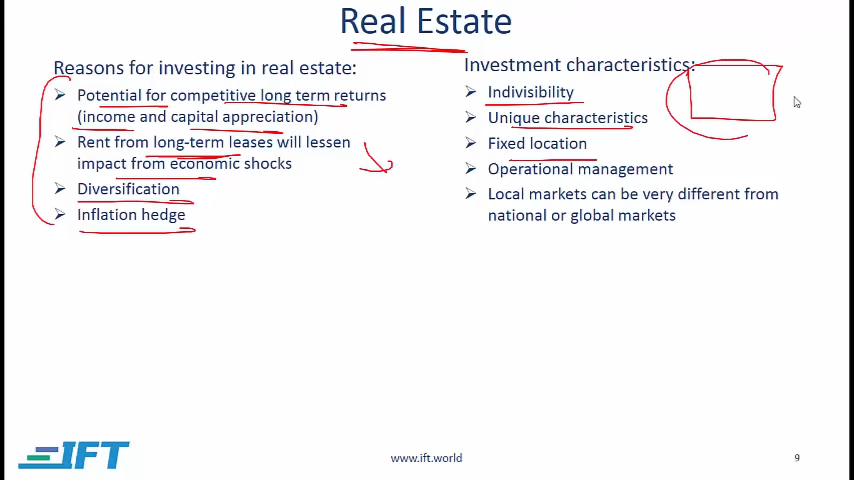 Real Estate
Reasons for investing in real estate:
Potential for competitive long term returns
(income and capital appreciation)
Rent from long-term leases will lessen
impact from economic shocks
Diversification
Inflation hedge
Investment characteristics:
Indivisibility
Unique characteristics
Fixed location
Operational management
Local markets can be very different from
national or global markets
IFT
www.ift.world
9